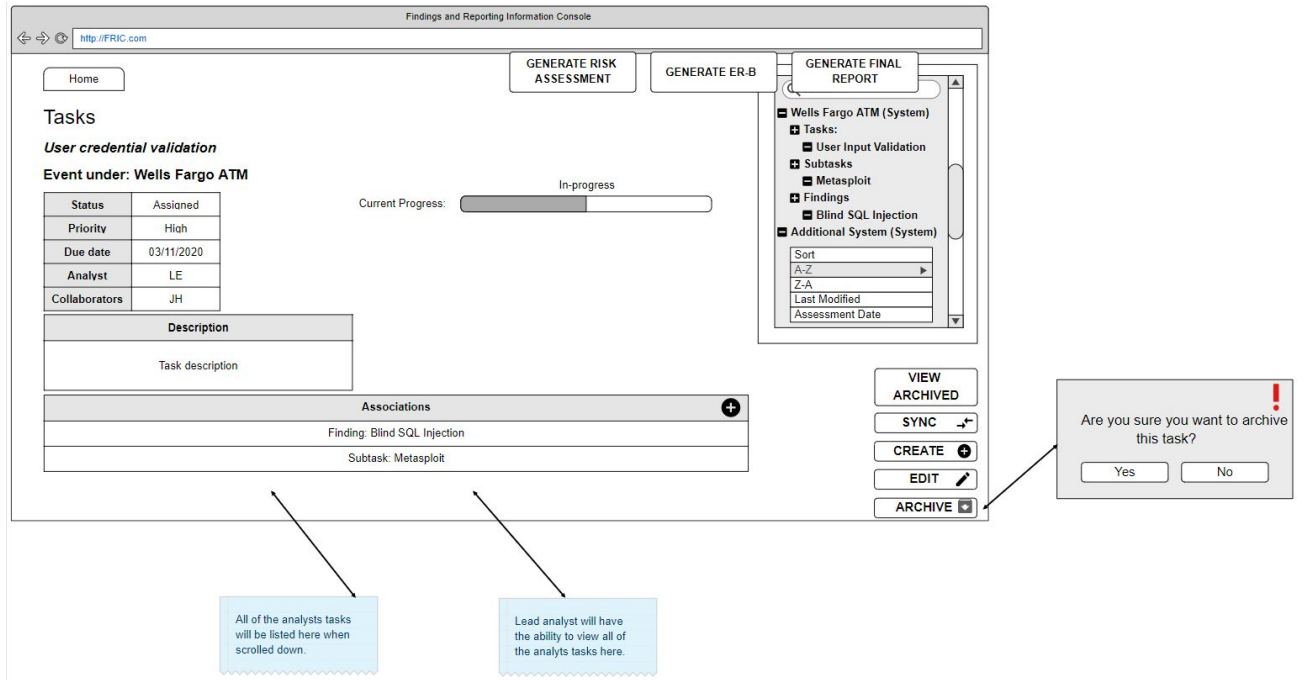 Findings and Reporting Information Console
http://FRIC.com
Home
GENERATE RISK
ASSESSMENT
GENERATE ER-B
GENERATE FINAL
REPORT
Tasks
User credential validation
Event under: Wells Fargo ATM
Status Assigned
Priority High
Due date 03/11/2020
Analyst LE
Collaborators JH
In-progress
Current Progress:
Description
Task description
Associations
Finding: Blind SQL Injection
Subtask: Metasploit
Wells Fargo ATM (System)
Tasks:
User Input Validation
Subtasks
Metasploit
Findings
Blind SQL Injection
Additional System (System)
Sort
A-Z
Z-A
Last Modified
Assessment Date
VIEW
ARCHIVED
SYNC
CREATE
EDIT
ARCHIVE
Are you sure you want to archive
this task?
Yes No
All of the analysts tasks
will be listed here when
scrolled down.
Lead analyst will have
the ability to view all of
the analyts tasks here.